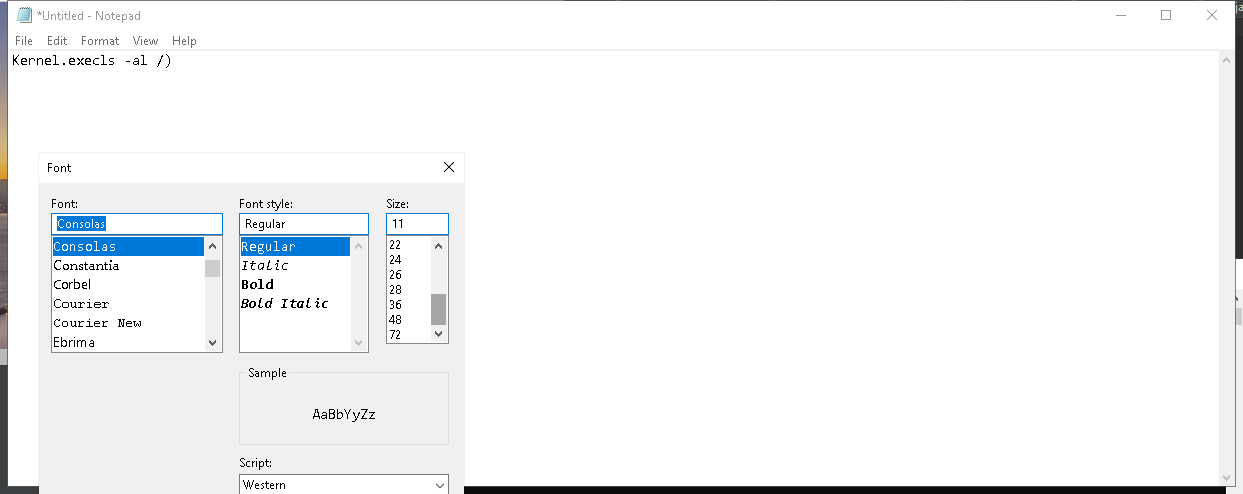 *Untitled - Notepad
File Edit Format View Help
Kernel.execls -al /)
Font
Font: Font style: Size:
Consolas Regular 11
Consolas Regular 22
Constantia Italic 24
Corbel Bold 26
Courier Bold Italic 28
Courier New 36
Ebrima 48
72
Sample
AaBbYyZz
Script:
Western